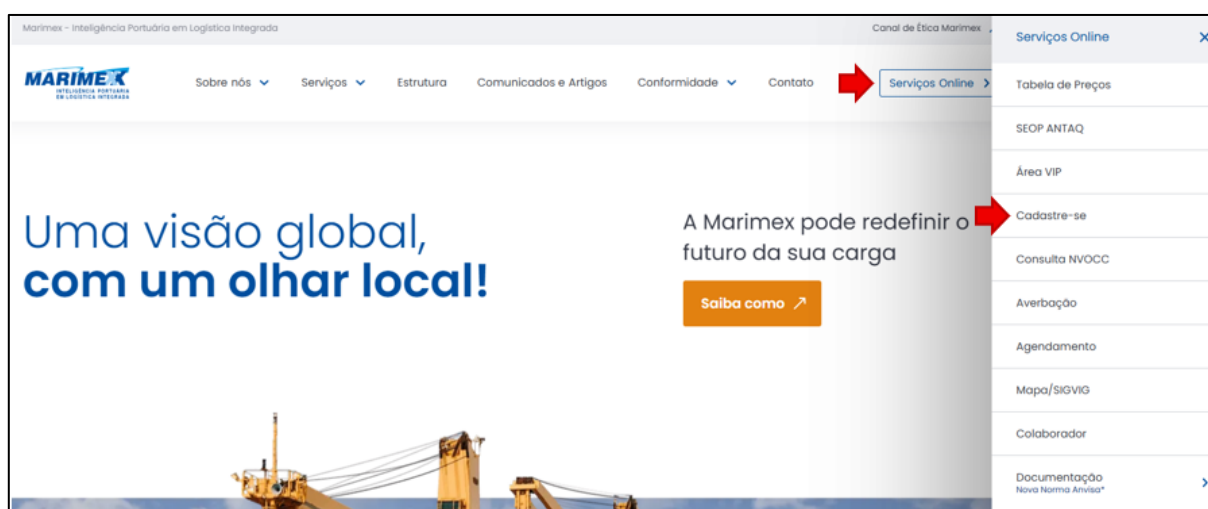 Marimex - Inteligência Portuária em Logística Integrada
Canal de Ética Marimex
MARIMEX
INTELIGÊNCIA PORTUÁRIA
EM LOGÍSTICA INTEGRADA
Sobre nós
Serviços
Estrutura
Comunicados e Artigos
Conformidade
Contato
Serviços Online
Uma visão global,
com um olhar local!
A Marimex pode redefinir o
futuro da sua carga
Saiba como
Serviços Online
Tabela de Preços
SEOP ANTAQ
Área VIP
Cadastre-se
Consulta NVOCC
Averbação
Agendamento
Mapa/SIGVIG
Colaborador
Documentação
Nova Norma Anvisa*